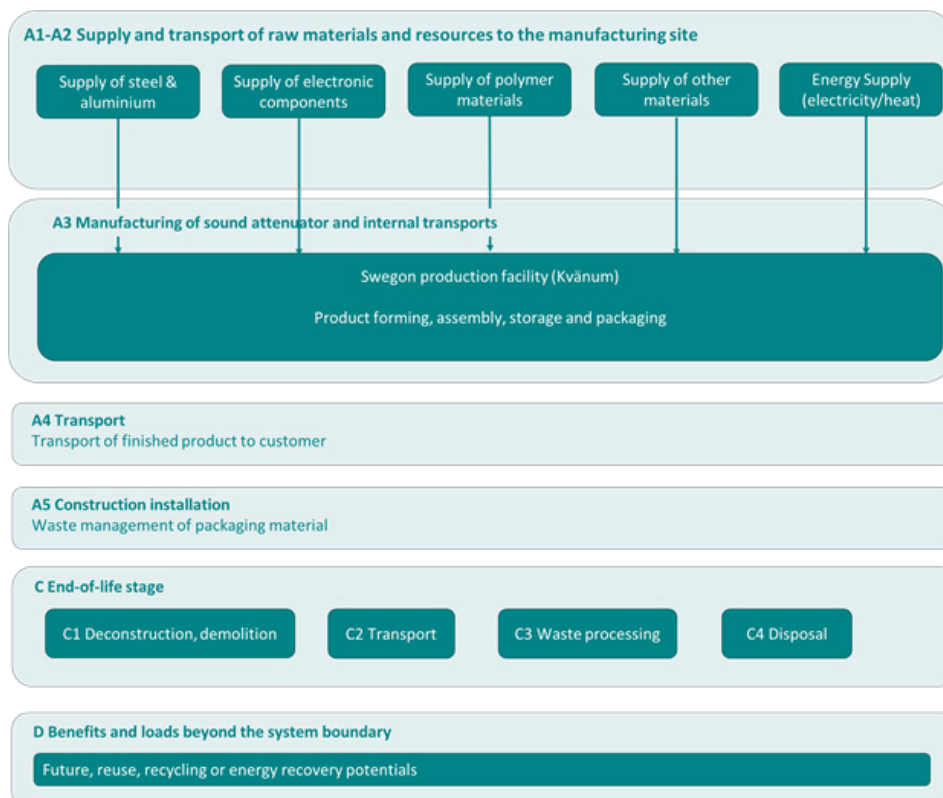 A1-A2 Supply and transport of raw materials and resources to the manufacturing site
Supply of steel &
aluminium
Supply of electronic
components
Supply of polymer
materials
Supply of other
materials
Energy Supply
(electricity/heat)
A3 Manufacturing of sound attenuator and internal transports
Swegon production facility (Kvänum)
Product forming, assembly, storage and packaging
A4 Transport
Transport of finished product to customer
A5 Construction installation
Waste management of packaging material
C End-of-life stage
C1 Deconstruction, demolition
C2 Transport
C3 Waste processing
C4 Disposal
D Benefits and loads beyond the system boundary
Future, reuse, recycling or energy recovery potentials